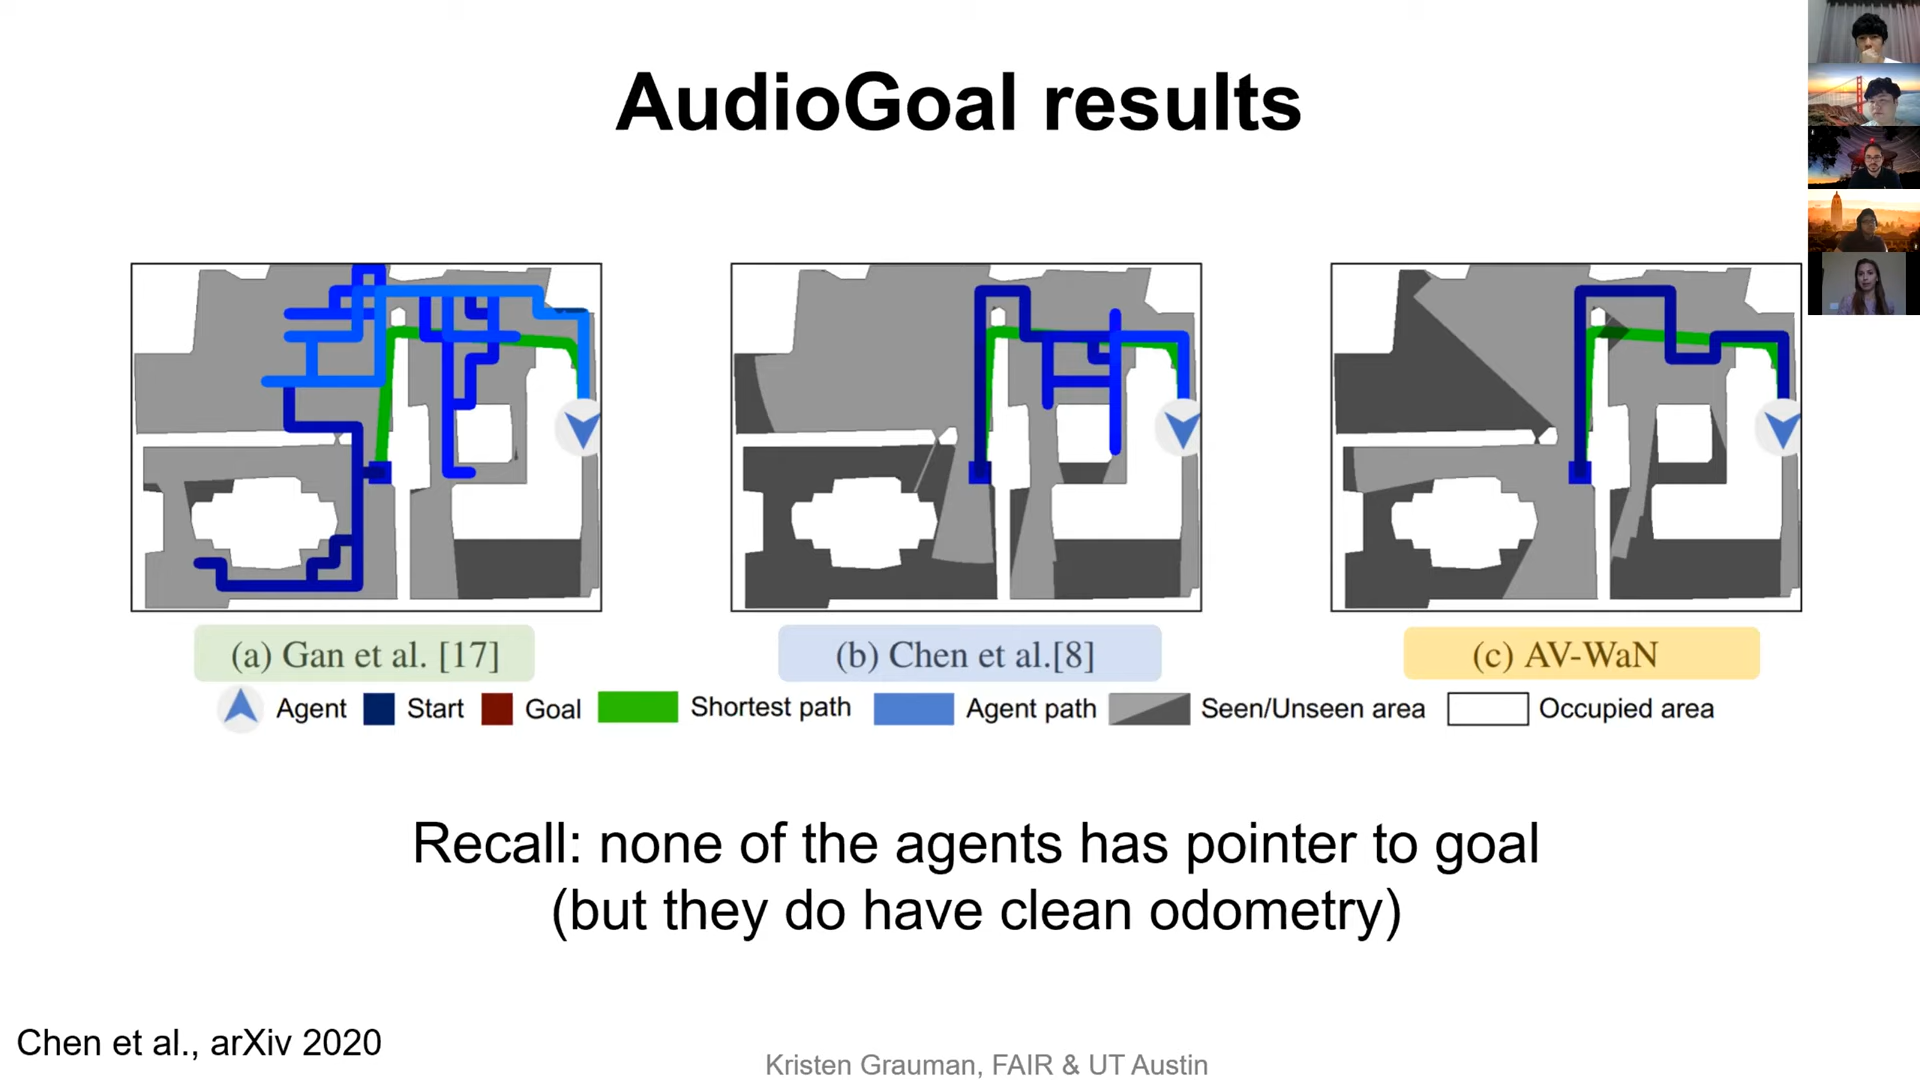 AudioGoal results
(a) Gan et al. [17]
(b) Chen et al.[8]
(c) AV-WaN
Agent
Start
Goal
Shortest path
Agent path
Seen/Unseen area
Occupied area
Recall: none of the agents has pointer to goal
(but they do have clean odometry)
Chen et al., arXiv 2020
Kristen Grauman, FAIR & UT Austin